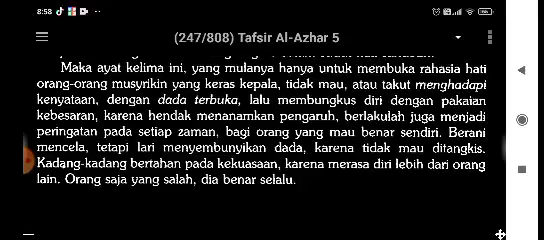 8:58
(247/808) Tafsir Al-Azhar 5
Maka ayat kelima ini, yang mulanya hanya untuk membuka rahasia hati
orang-orang musyrikin yang keras kepala, tidak mau, atau takut menghadapi
kenyataan, dengan dada terbuka, lalu membungkus diri dengan pakaian
kebesaran, karena hendak menanamkan pengaruh, berlakulah juga menjadi
peringatan pada setiap zaman, bagi orang yang mau benar sendiri. Berani
mencela, tetapi lari menyembunyikan dada, karena tidak mau ditangkis.
Kadang-kadang bertahan pada kekuasaan, karena merasa diri lebih dari orang
lain. Orang saja yang salah, dia benar selalu.